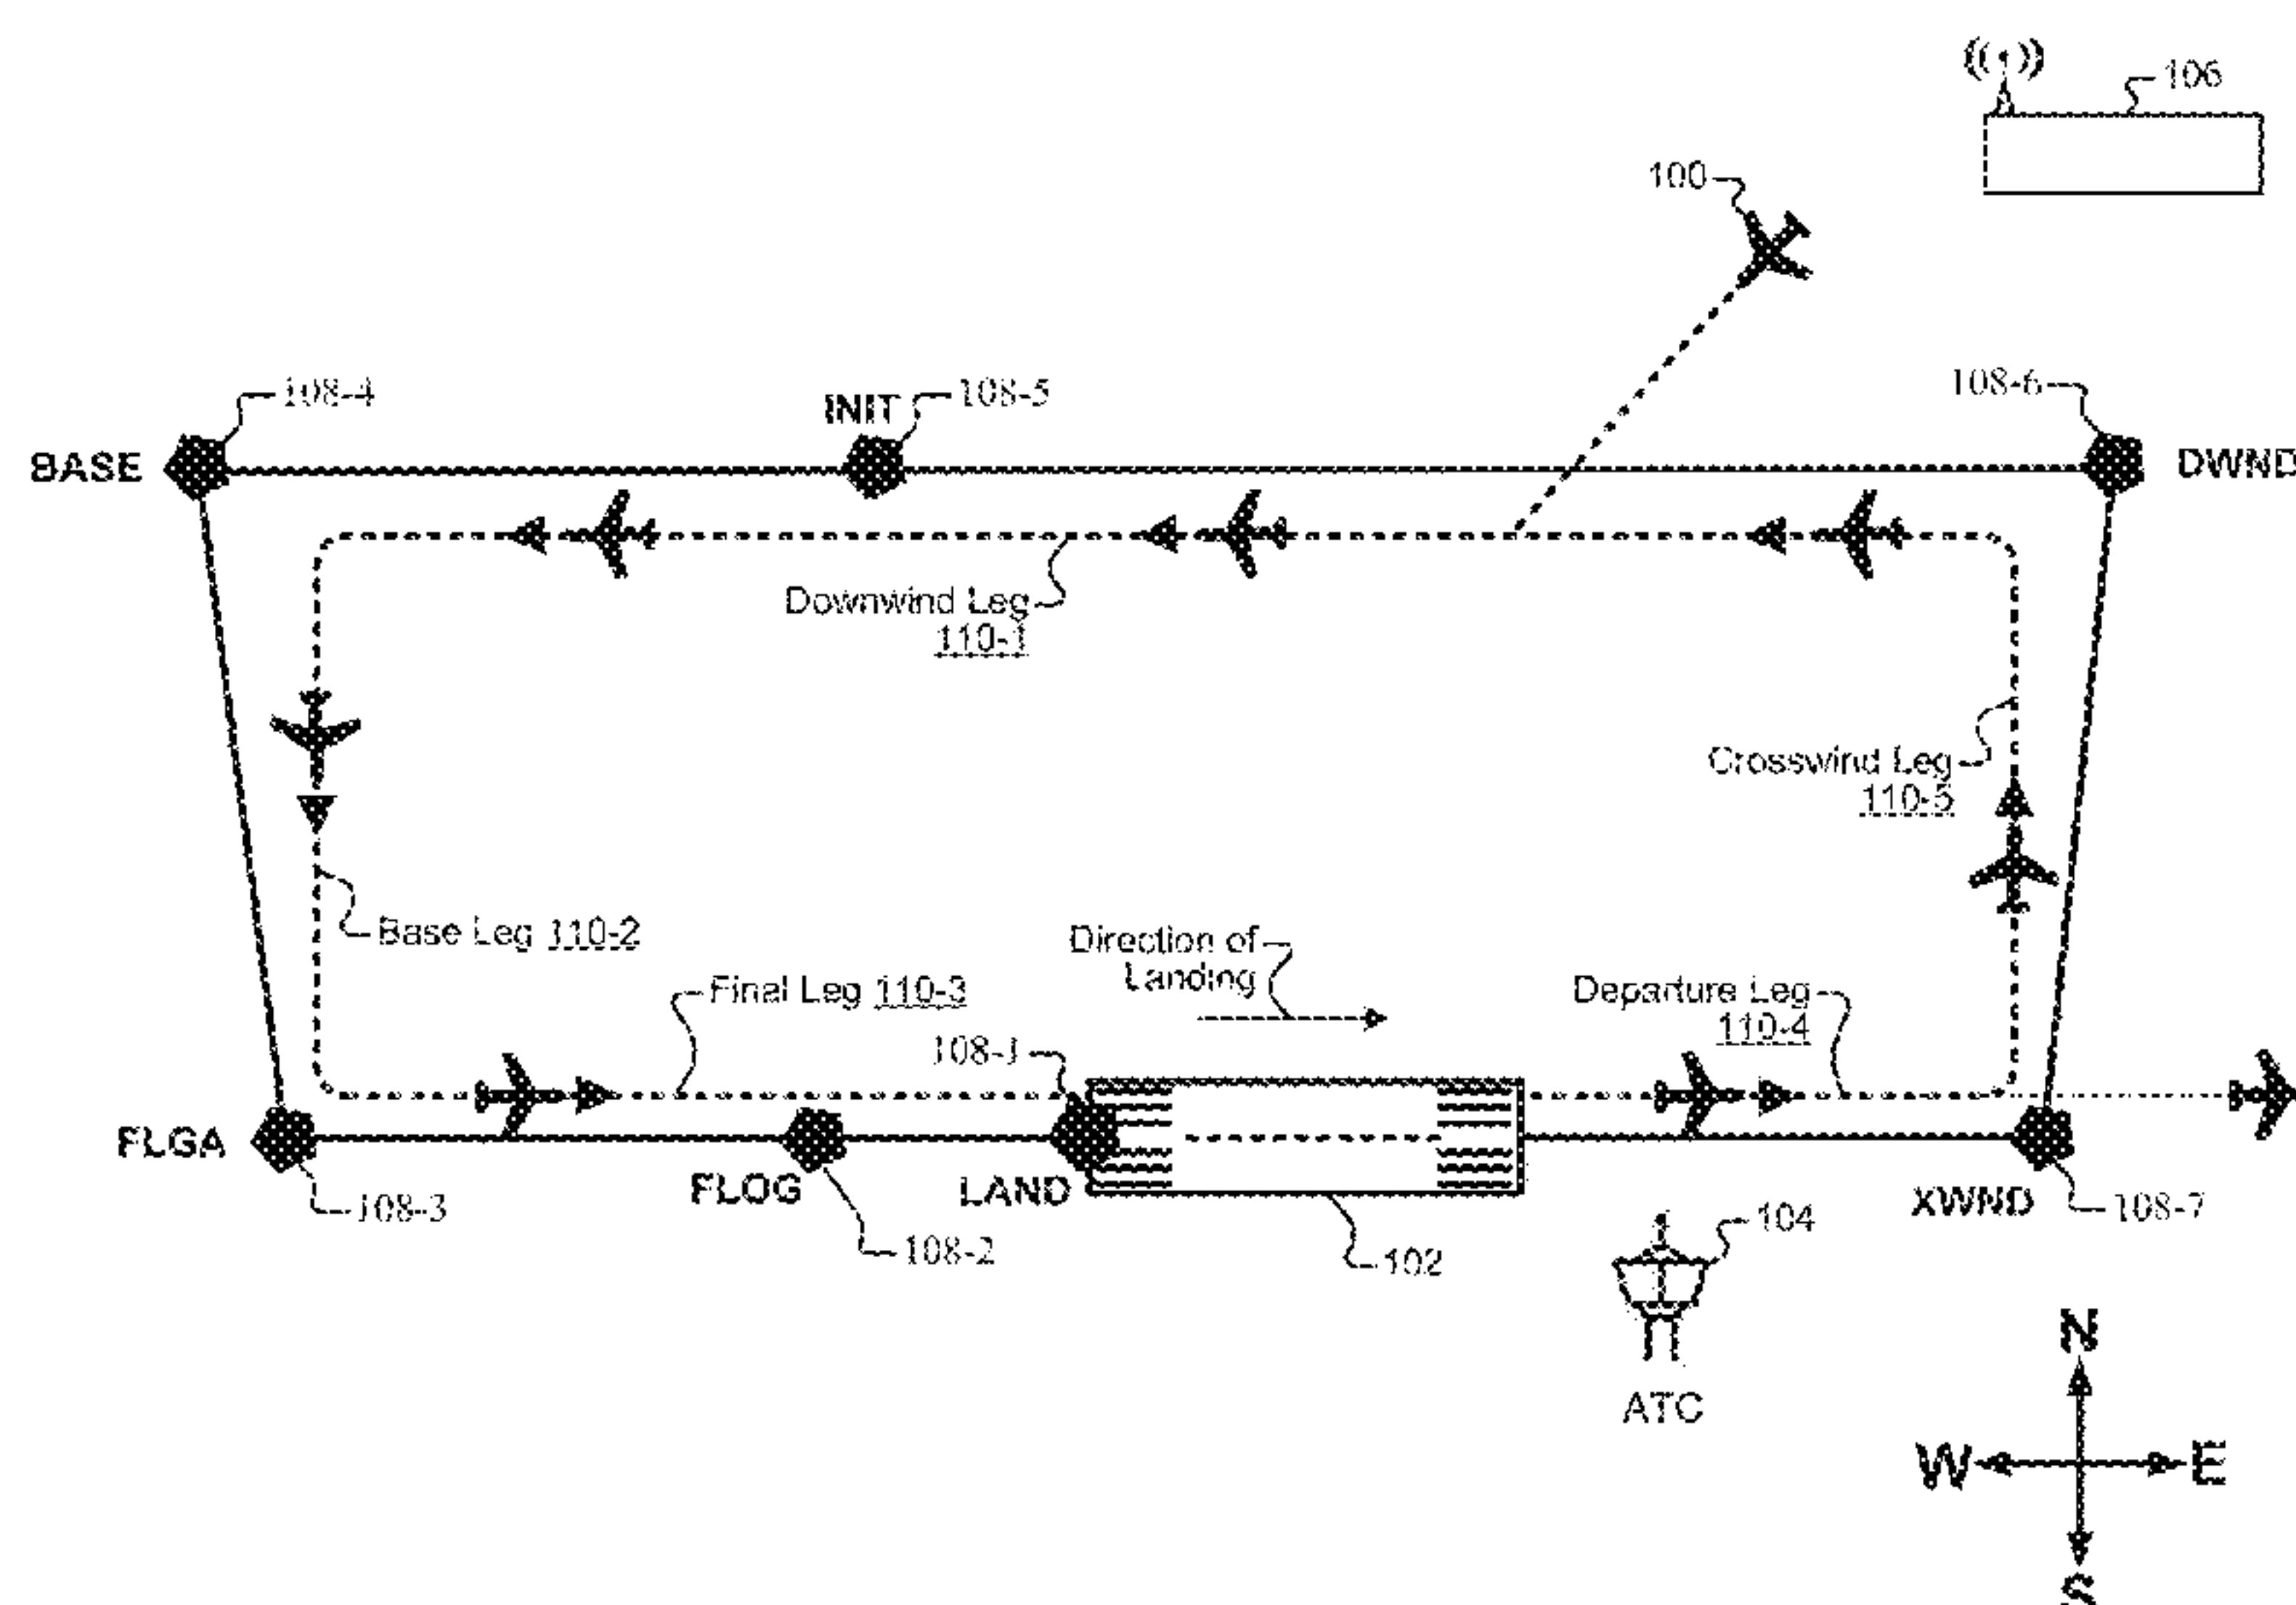 106
100
108-4
INIT
108-5
108-6
BASE
DWND
Downwind Leg
110-1
Crosswind Leg
110-5
Base Leg 110-2
Direction of
Landing
Final Leg 110-3
Departure Leg
110-4
108-1
FLGA
FLOG
LAND
XWND
108-3
108-2
102
104
108-7
ATC
N
W
E
S